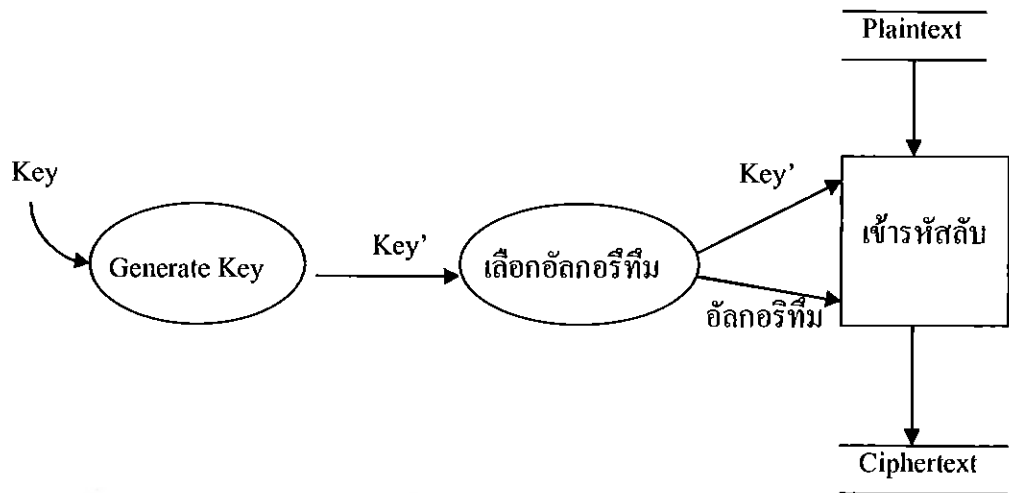 Plaintext
Key
Key’
เข้ารหัสลับ
Generate Key
Key’
เลือกอัลกอรีทึม
อัลกอริทึม
Ciphertext